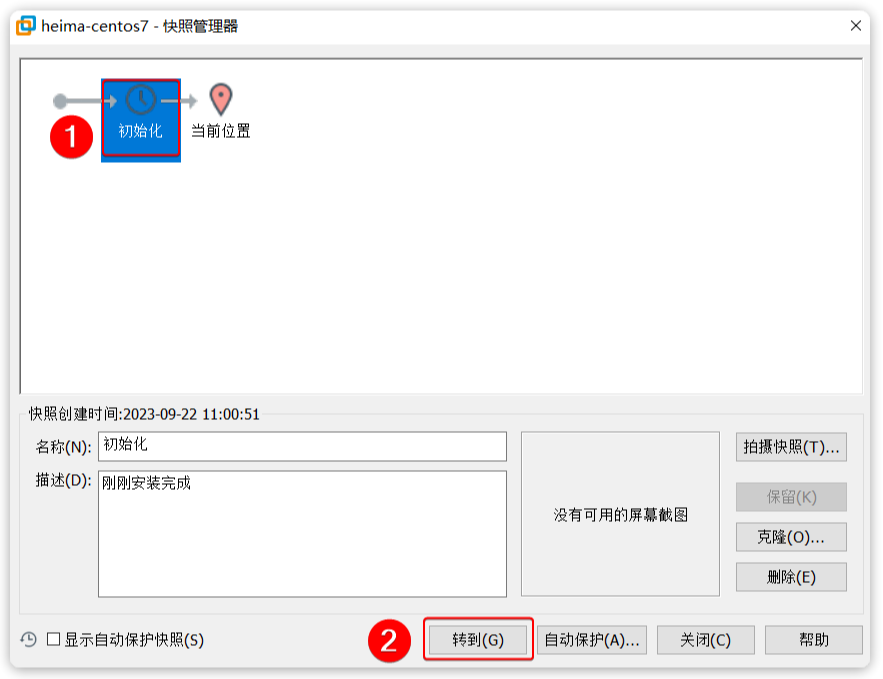 heima-centos7 - 快照管理器
1
初始化
当前位置
快照创建时间:2023-09-22 11:00:51
名称(N):
初始化
描述(D):
刚刚安装完成
没有可用的屏幕截图
拍摄快照(T)...
保留(K)
克隆(O)...
删除(E)
显示自动保护快照(S)
2
转到(G)
自动保护(A)...
关闭(C)
帮助